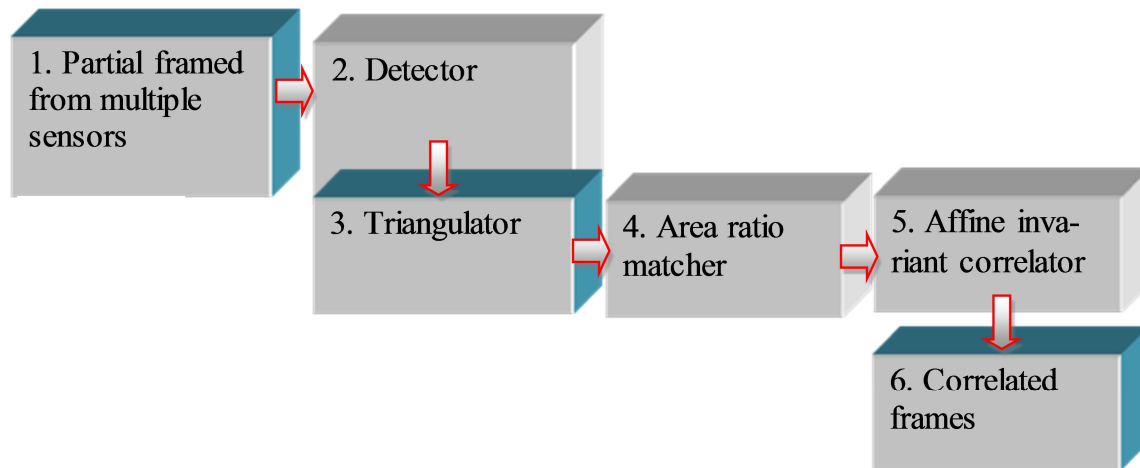 1. Partial framed
from multiple
sensors
2. Detector
3. Triangulator
4. Area ratio
matcher
5. Affine inva-
riant correlator
6. Correlated
frames